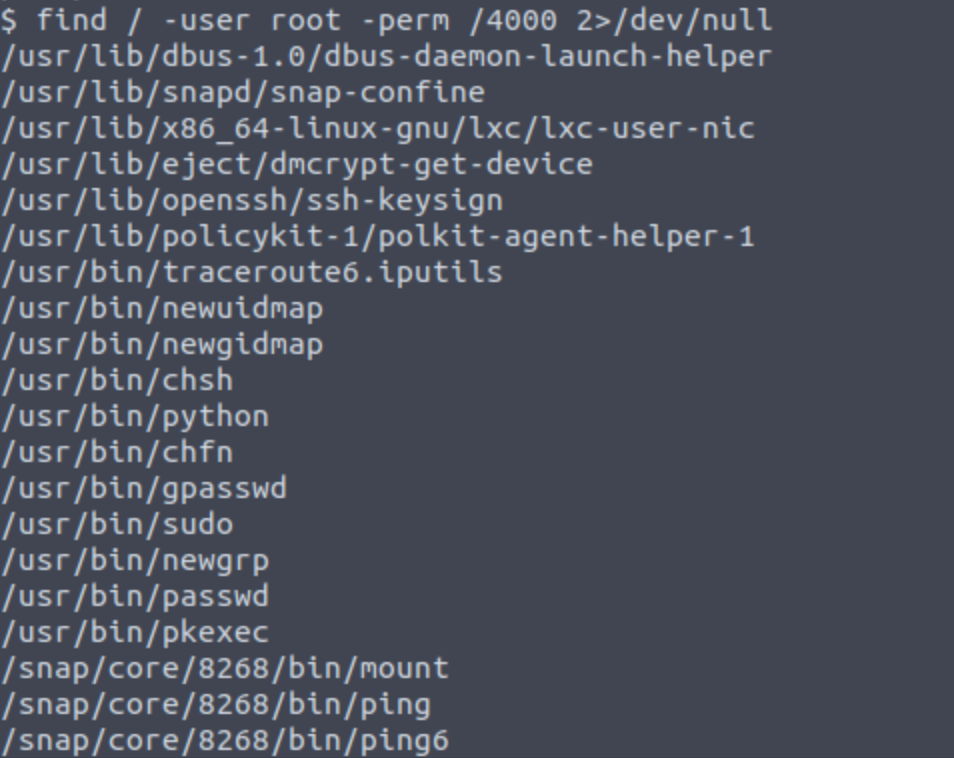 $ find / -user root -perm /4000 2>/dev/null
/usr/lib/dbus-1.0/dbus-daemon-launch-helper
/usr/lib/snapd/snap-confine
/usr/lib/x86_64-linux-gnu/lxc/lxc-user-nic
/usr/lib/eject/dmcrypt-get-device
/usr/lib/openssh/ssh-keysign
/usr/lib/policykit-1/polkit-agent-helper-1
/usr/bin/traceroute6.iputils
/usr/bin/newuidmap
/usr/bin/newgidmap
/usr/bin/chsh
/usr/bin/python
/usr/bin/chfn
/usr/bin/gpasswd
/usr/bin/sudo
/usr/bin/newgrp
/usr/bin/passwd
/usr/bin/pkexec
/snap/core/8268/bin/mount
/snap/core/8268/bin/ping
/snap/core/8268/bin/ping6